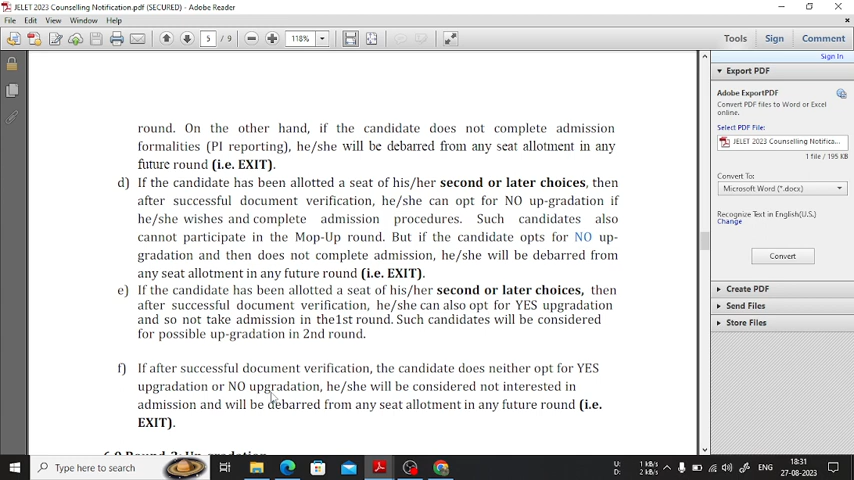 JELET 2023 Counselling Notification.pdf (SECURED) - Adobe Reader
File Edit View Window Help
5 / 9 118% Tools Sign Comment
Sign In
Export PDF
Adobe ExportPDF
Convert PDF files to Word or Excel
online.
Select PDF File:
JELET 2023 Counselling Notifica...
1 file / 195 KB
Convert To:
Microsoft Word (*.docx)
Recognize Text in English(U.S.)
Change
Convert
Create PDF
Send Files
Store Files
round. On the other hand, if the candidate does not complete admission
formalities (PI reporting), he/she will be debarred from any seat allotment in any
future round (i.e. EXIT).
d) If the candidate has been allotted a seat of his/her second or later choices, then
after successful document verification, he/she can opt for NO up-gradation if
he/she wishes and complete admission procedures. Such candidates also
cannot participate in the Mop-Up round. But if the candidate opts for NO up-
gradation and then does not complete admission, he/she will be debarred from
any seat allotment in any future round (i.e. EXIT).
e) If the candidate has been allotted a seat of his/her second or later choices, then
after successful document verification, he/she can also opt for YES upgradation
and so not take admission in the1st round. Such candidates will be considered
for possible up-gradation in 2nd round.
f) If after successful document verification, the candidate does neither opt for YES
upgradation or NO upgradation, he/she will be considered not interested in
admission and will be debarred from any seat allotment in any future round (i.e.
EXIT).
Type here to search
U: 1 kB/s
D: 2 kB/s
ENG
18:31
27-08-2023